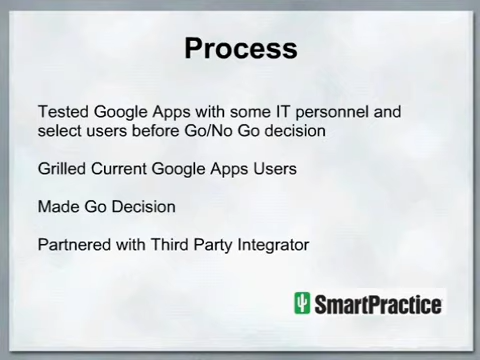 Process
Tested Google Apps with some IT personnel and
select users before Go/No Go decision
Grilled Current Google Apps Users
Made Go Decision
Partnered with Third Party Integrator
SmartPractice